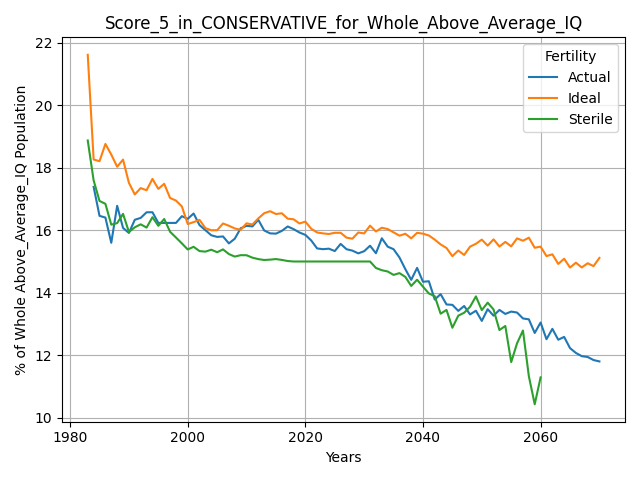 Score_5_in_CONSERVATIVE_for_Whole_Above_Average_IQ
Fertility
Actual
Ideal
Sterile
% of Whole Above_Average_IQ Population
22
20
18
16
14
12
10
1980
2000
2020
2040
2060
Years